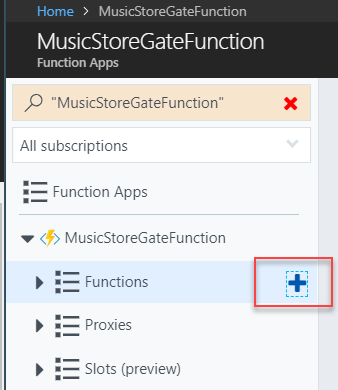 Home > MusicStoreGateFunction
MusicStoreGateFunction
Function Apps
"MusicStoreGateFunction"
All subscriptions
Function Apps
MusicStoreGateFunction
Functions
Proxies
Slots (preview)